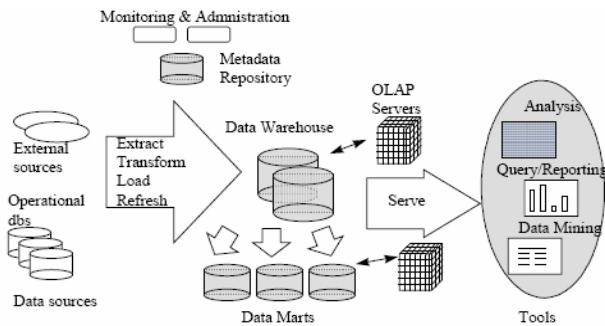 Monitoring & Admnistration
Metadata
Repository
OLAP
Servers
Analysis
Data Warehouse
External
sources
Extract
Transform
Load
Refresh
Query/Reporting
Operational
dbs
Serve
Data Mining
Data sources
Data Marts
Tools